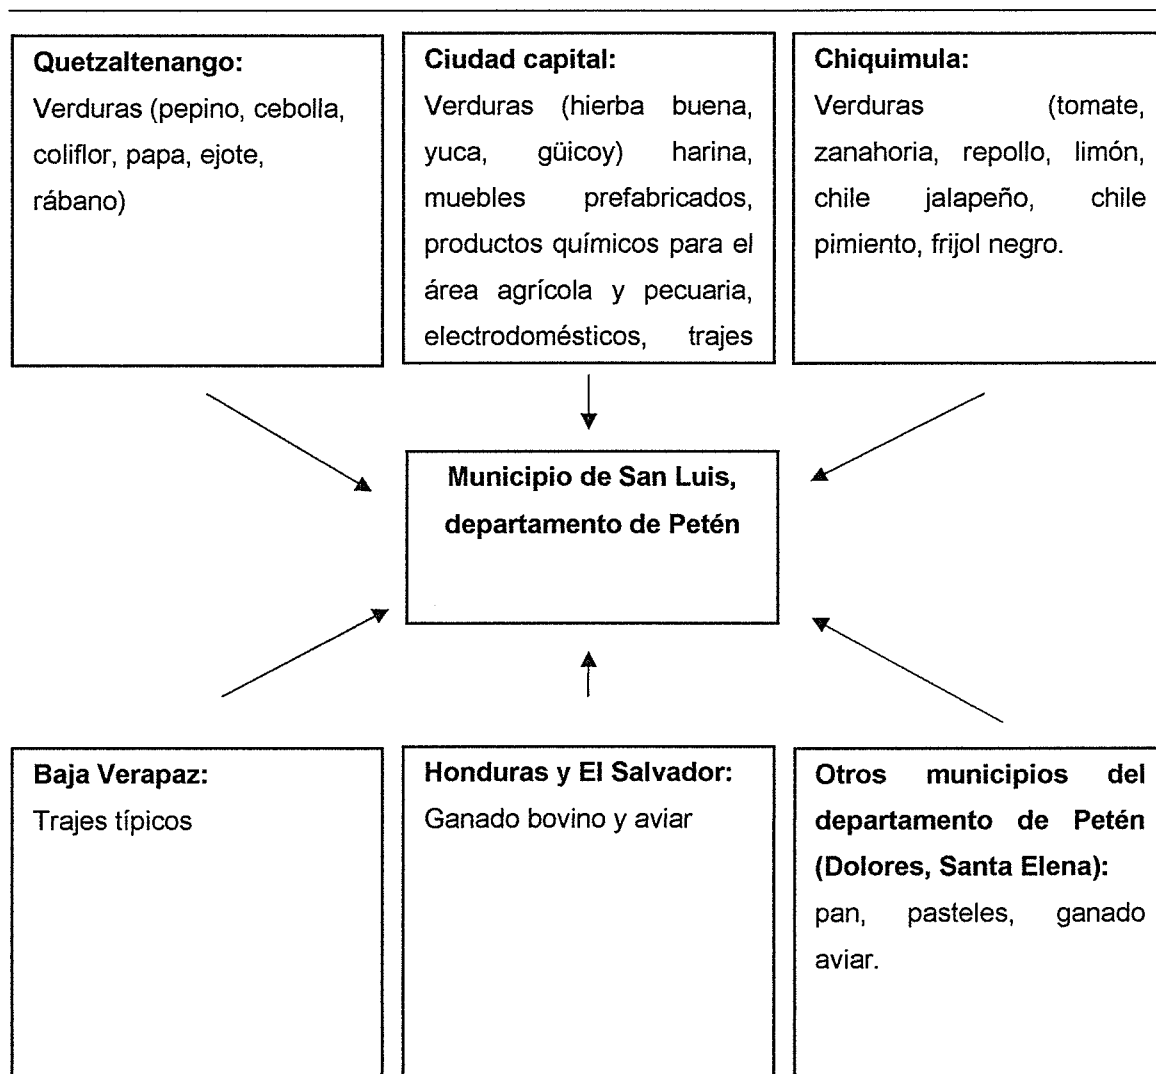 Quetzaltenango:
Verduras (pepino, cebolla,
coliflor, papa, ejote,
rábano)
Ciudad capital:
Verduras (hierba buena,
yuca, güicoy) harina,
muebles prefabricados,
productos químicos para el
área agrícola y pecuaria,
electrodomésticos, trajes
Chiquimula:
Verduras (tomate,
zanahoria, repollo, limón,
chile jalapeño, chile
pimiento, frijol negro.
Municipio de San Luis,
departamento de Petén
Baja Verapaz:
Trajes típicos
Honduras y El Salvador:
Ganado bovino y aviar
Otros municipios del
departamento de Petén
(Dolores, Santa Elena):
pan, pasteles, ganado
aviar.